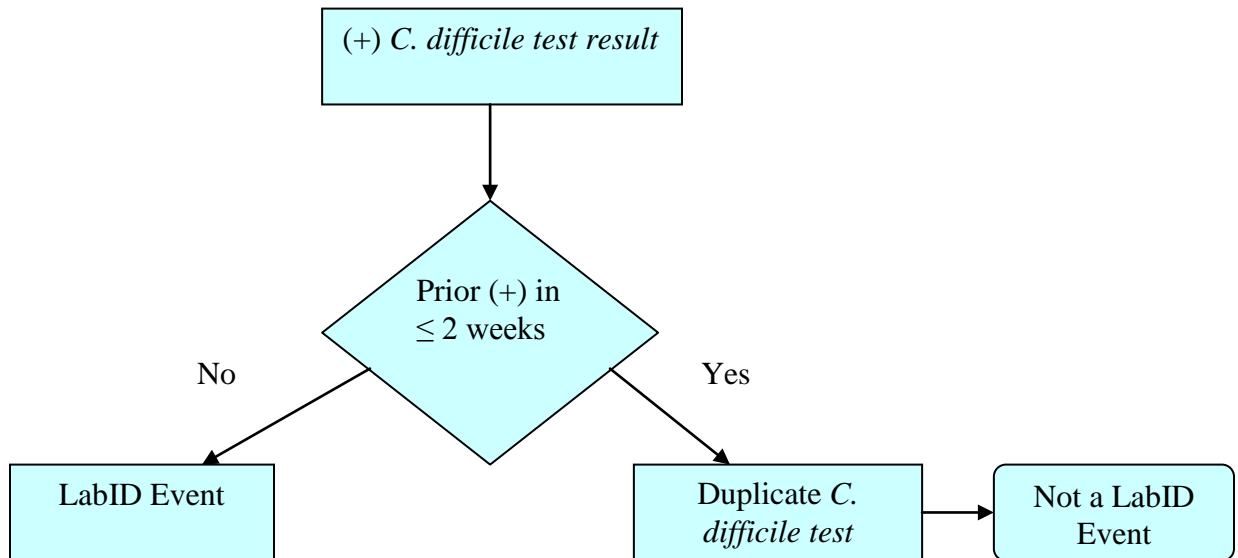 (+) C. difficile test result
Prior (+) in
≤ 2 weeks
No
Yes
LabID Event
Duplicate C.
difficile test
Not a LabID
Event